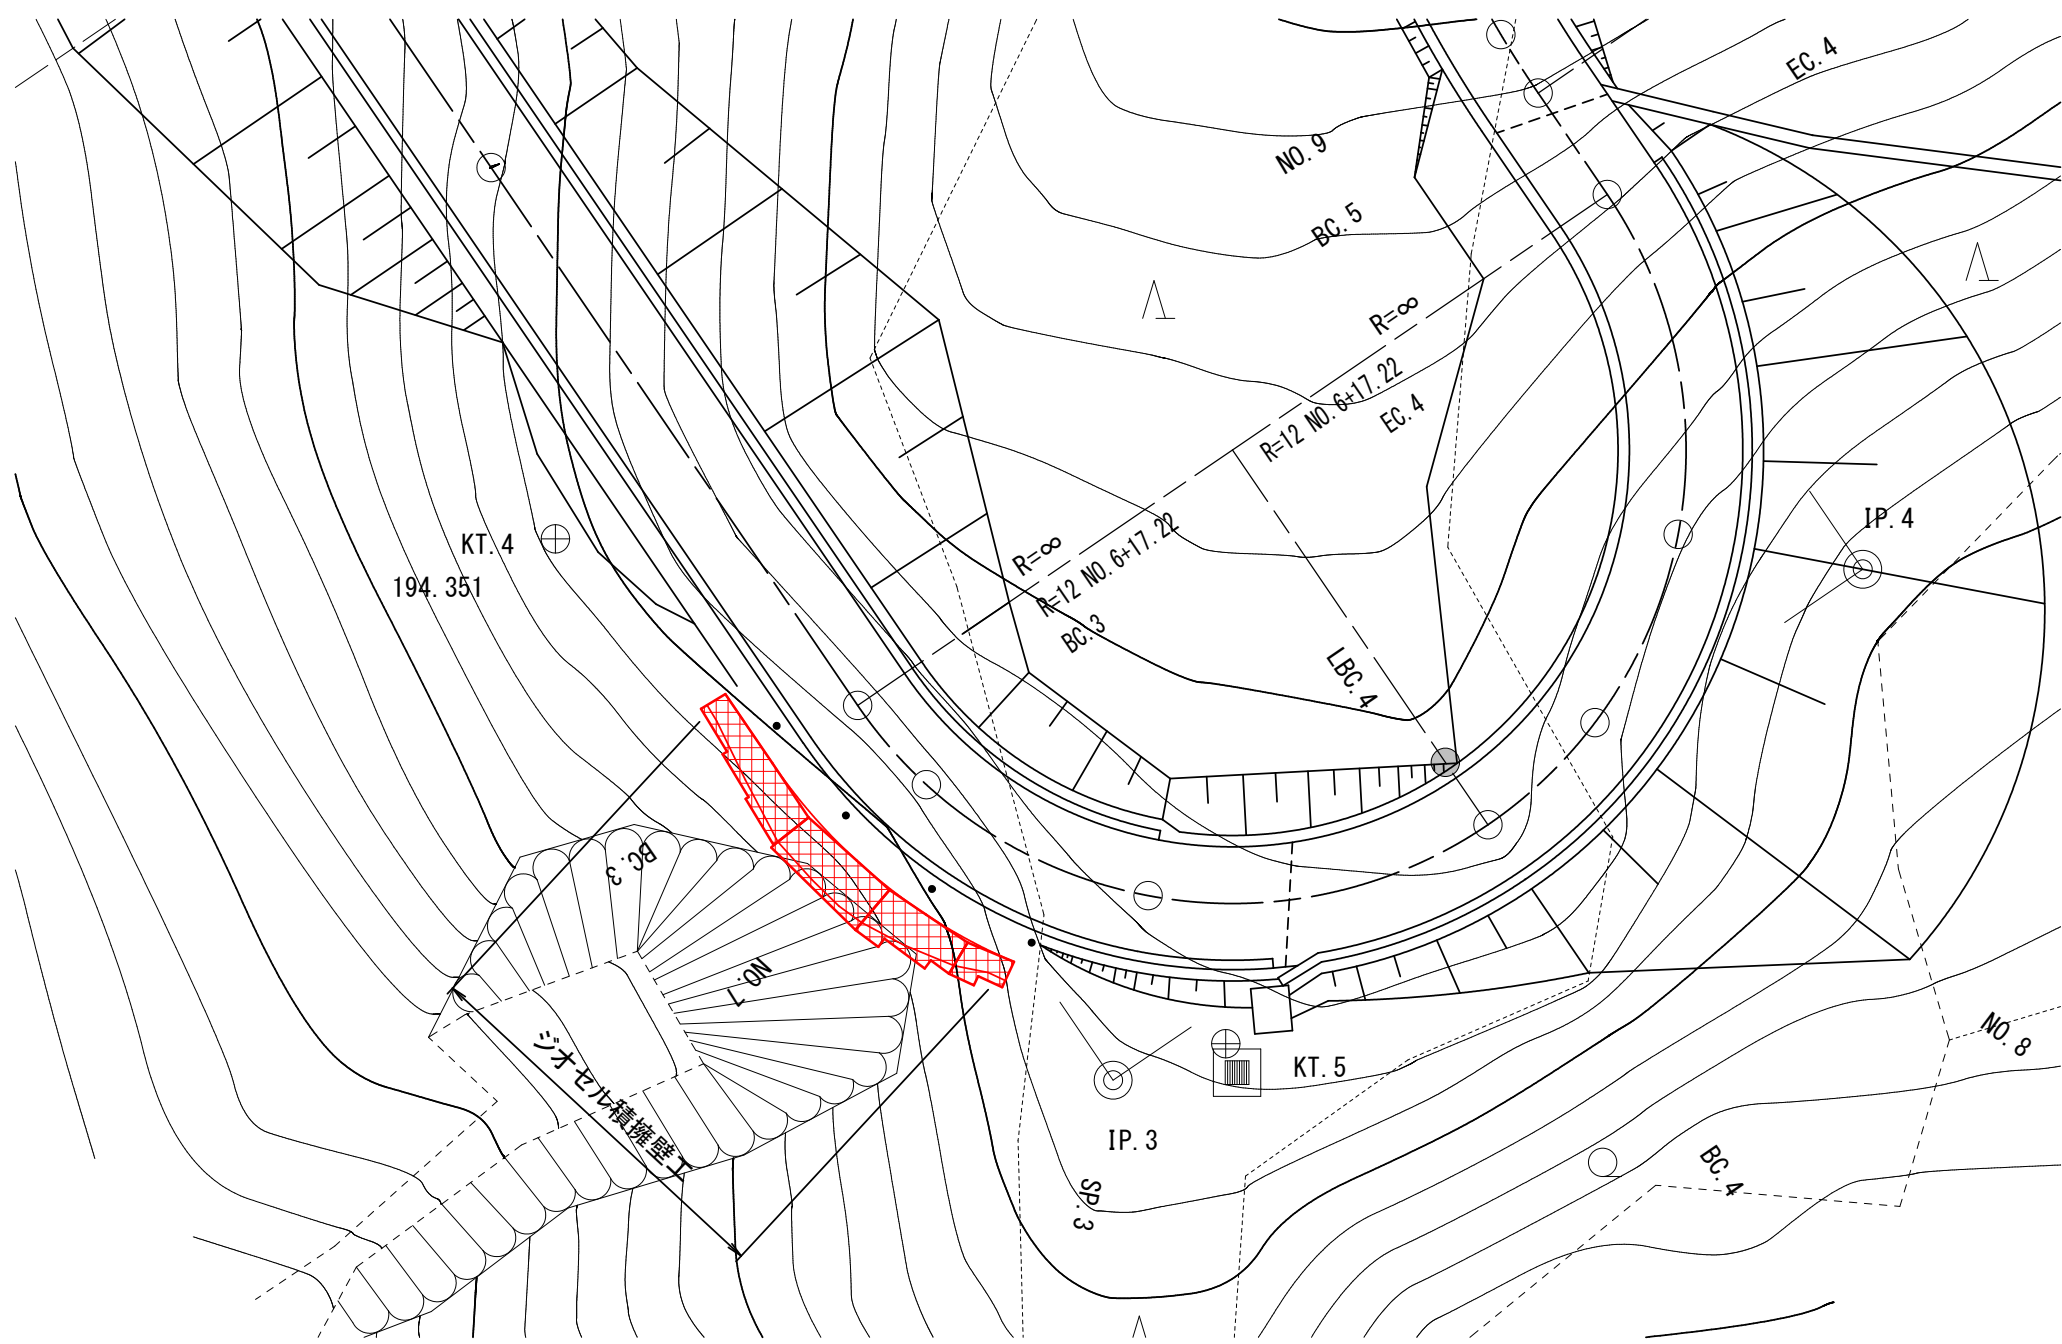 EC. 4
NO. 9
BC. 5
R=∞
R=12 NO. 6+17. 22
EC. 4
IP. 4
KT. 4
194. 351
R=∞
R=12 NO. 6+17. 22
BC. 3
LBC. 4
BC. 3
NO. 7
ジオセル積擁壁工
KT. 5
IP. 3
SP. 3
NO. 8
BC. 4